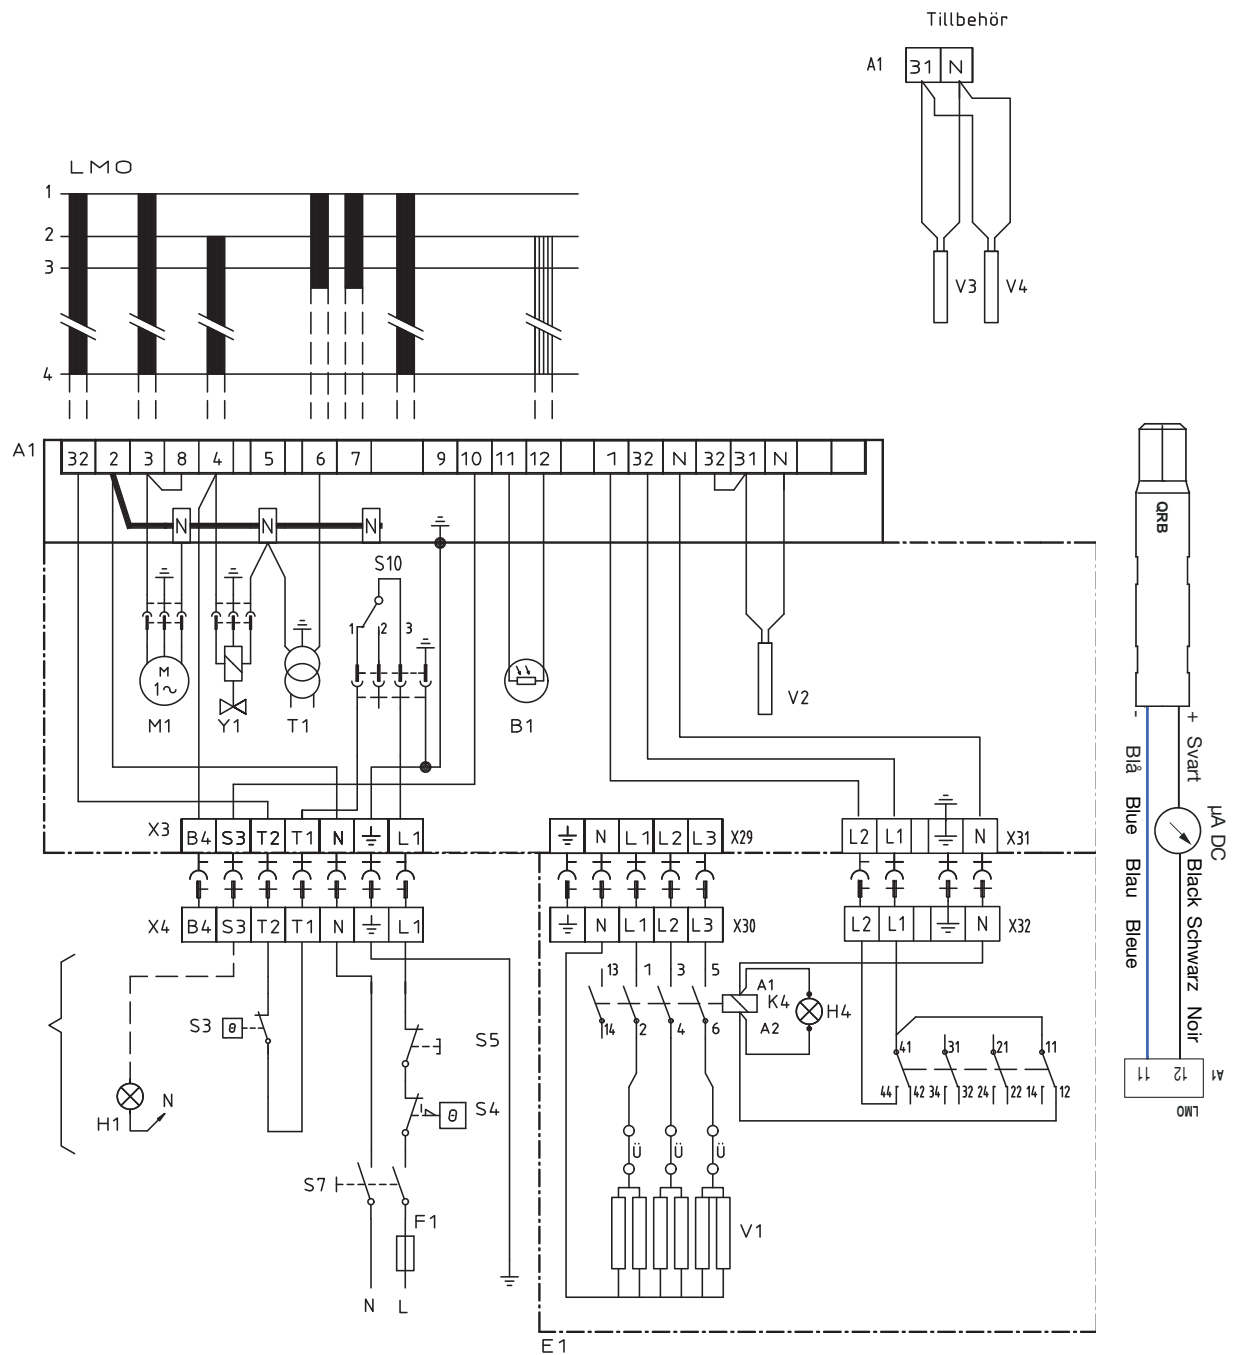 Tillbehör
A1 31 N
V3 V4
LMO
1
2
3
4
A1 32 2 3 8 4 5 6 7 9 10 11 12 1 32 N 32 31 N
N N N
S10
1 2 3
M
1~
M1 Y1 T1 B1 V2
QRB
- +
Blå Blue Blau Bleue
Svart
µA DC
Black Schwarz Noir
11 12 A1
LMO
X3 B4 S3 T2 T1 N L1
N L1 L2 L3 X29
L2 L1 N X31
X4 B4 S3 T2 T1 N L1
N L1 L2 L3 X30
L2 L1 N X32
13 1 3 5
A1
K4
A2
H4
14 2 4 6
S3 θ
S5
41 31 21 11
44 42 34 32 24 22 14 12
H1 N
S4 θ
Ü Ü Ü
S7
F1
V1
N L
E1